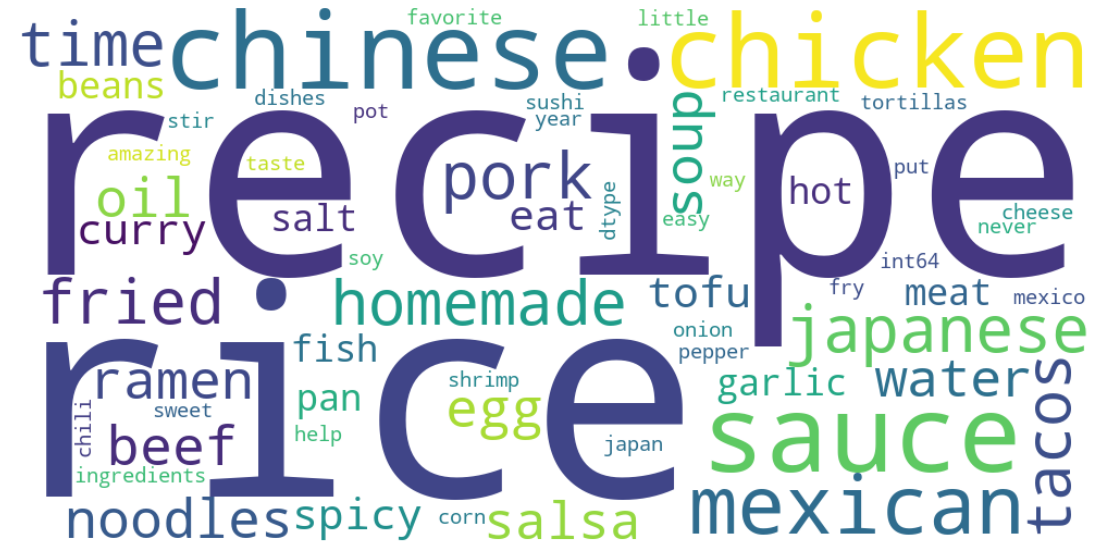 favorite
little
time
chinese
chicken
beans
dishes
pot
sushi
year
soup
restaurant
tortillas
stir
recipe
amazing
taste
pork
way
hot
put
oil
curry
salt
eat
dtype
easy
cheese
never
soy
int64
fried
homemade
tofu
fry
meat
mexico
japanese
onion
pepper
fish
rice
ramen
pan
shrimp
egg
garlic
water
tacos
sweet
chili
beef
help
japan
sauce
ingredients
noodles
spicy
corn
salsa
mexican